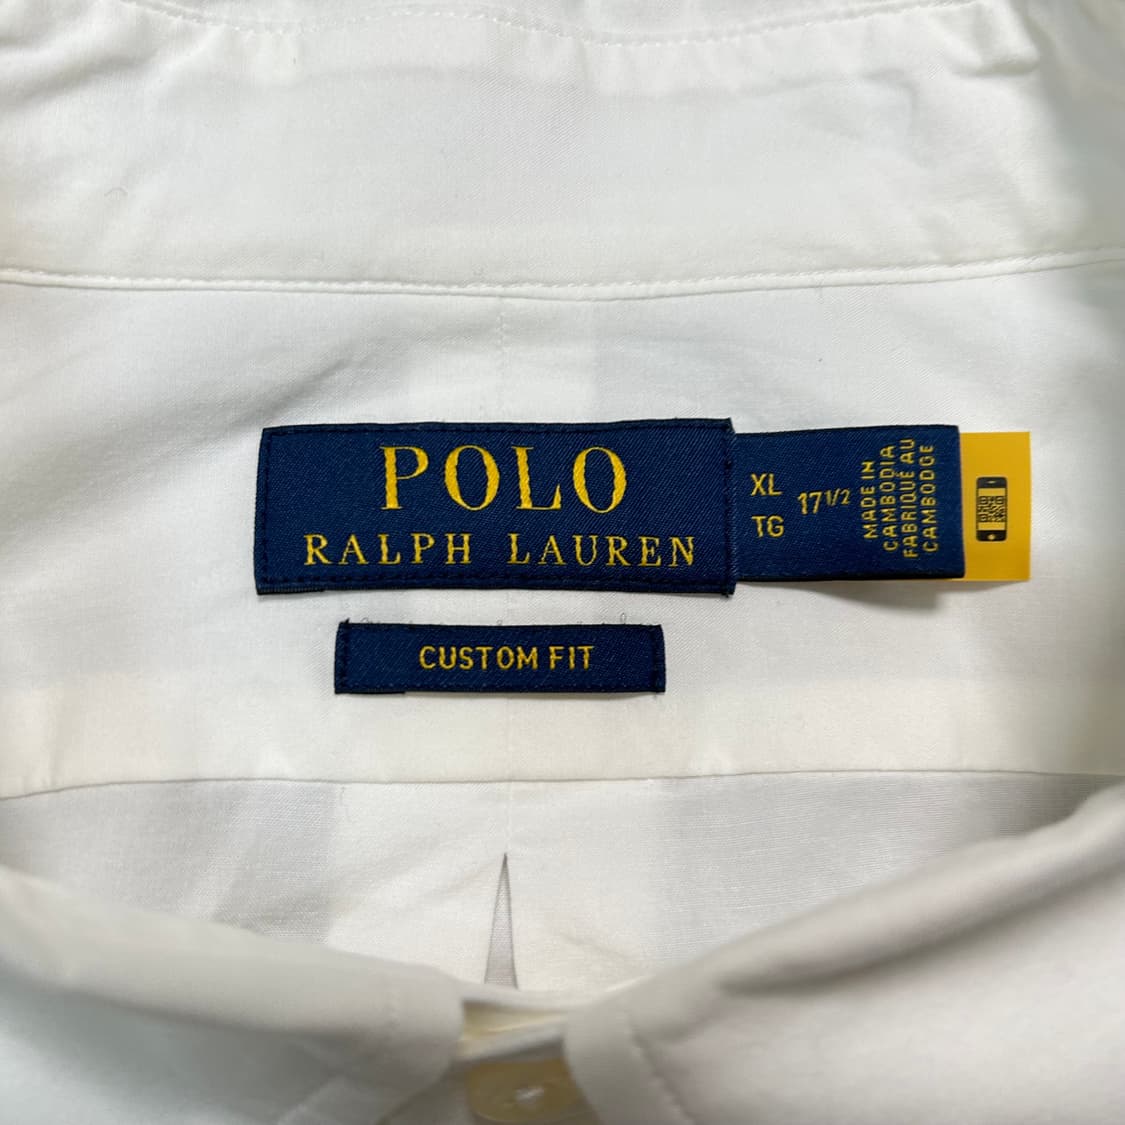 POLO
RALPH LAUREN
XL
TG
17 1/2
MADE IN
CAMBODIA
FABRIQUÉ AU
CAMBODGE
CUSTOM FIT